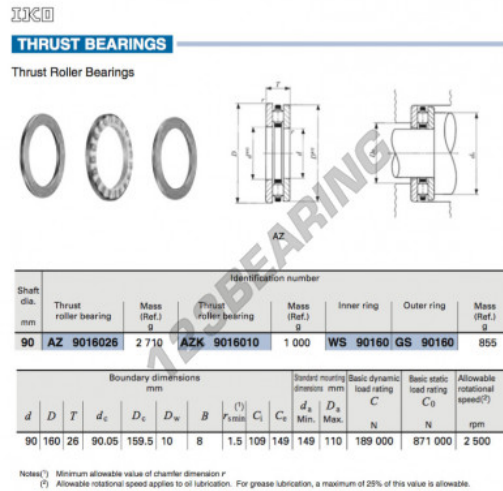 IKO
THRUST BEARINGS
Thrust Roller Bearings
AZ
123BEARING
Shaft dia. mm
Identification number
Thrust roller bearing
Mass (Ref.) g
Thrust roller bearing
Mass (Ref.) g
Inner ring
Outer ring
Mass (Ref.) g
90 AZ 9016026 2 710 AZK 9016010 1 000 WS 90160 GS 90160 855
Boundary dimensions mm
Standard mounting dimensions mm
Basic dynamic load rating C N
Basic static load rating C0 N
Allowable rotational speed(2) rpm
d D T dc Dc Dw B rs min(1) Ci Ce da Min. Da Max.
90 160 26 90.05 159.5 10 8 1.5 109 149 149 110 189 000 871 000 2 500
Notes(1) Minimum allowable value of chamfer dimension r
(2) Allowable rotational speed applies to oil lubrication. For grease lubrication, a maximum of 25% of this value is allowable.